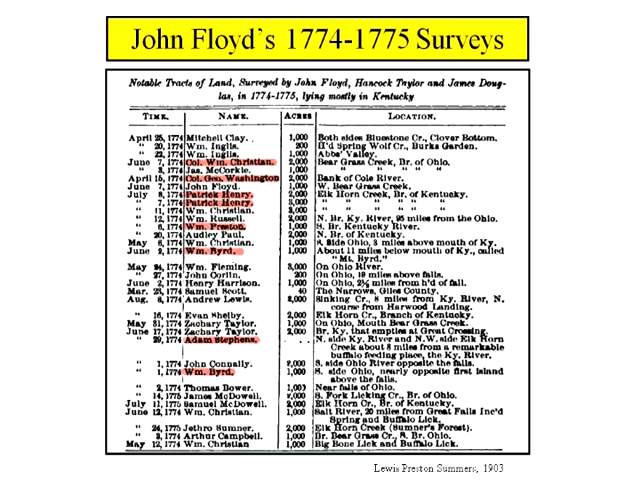 John Floyd's 1774-1775 Surveys
Notable Tracts of Land, Surveyed by John Floyd, Hancock Taylor and James Doug-
las, in 1774-1775, lying mostly in Kentucky
TIME. NAME. ACRES LOCATION.
April 25, 1774 Mitchell Clay. 1,000 Both sides Bluestone Cr., Clover Bottom.
" 20, 1774 Wm. Inglis. 200 H'd Spring Wolf Cr., Burks Garden.
" 22, 1774 Wm. Inglis. 1,000 Abbs' Valley.
June 7, 1774 Col. Wm. Christian. 2,000 Bear Grass Creek, Br. of Ohio.
" 3, 1774 Jas. McCorkle. 1,000 " " " "
April 15, 1774 Col. Geo. Washington 2,000 Bank of Cole River.
June 7, 1774 John Floyd. 1,000 W. Bear Grass Creek.
July 8, 1774 Patrick Henry. 2,000 Elk Horn Creek, Br. of Kentucky.
" 7, 1774 Patrick Henry. 3,000 " " " " "
" 11, 1774 Wm. Christian. 3,000 " " " " "
" 12, 1774 Wm. Russell. 2,000 N. Br. Ky. River, 95 miles from the Ohio.
" 6, 1774 Wm. Preston. 1,000 S. Br. Kentucky River
" 20, 1774 Audley Paul. 2,000 N. Br. of Kentucky.
May 6, 1774 Wm. Christian. 1,000 S. Side Ohio, 3 miles above mouth of Ky.
June 2, 1774 Wm. Byrd. 1,000 About 11 miles below mouth of Ky., called
"Mt. Byrd."
May 24, 1774 Wm. Fleming. 3,000 On Ohio River.
" 27, 1774 John Corlin. 200 On Ohio, 19 miles above falls.
June 2, 1774 Henry Harrison. 1,000 On Ohio, 2½ miles from h'd of fall.
Mar. 23, 1774 Samuel Scott. 40 The Narrows, Giles County.
Aug. 8, 1774 Andrew Lewis. Sinking Cr., 8 miles from Ky. River, N.
course from Harwood Landing.
" 16, 1774 Evan Shelby. 2,000 Elk Horn Cr., Branch of Kentucky.
May 31, 1774 Zachary Taylor. 1,000 On Ohio, Mouth Bear Grass Creek.
June 17, 1774 Zachary Taylor. 2,000 Br. Ky, that empties at Great Crossing.
" 29, 1774 Adam Stephens. N. side Ky. River and N.W. side Elk Horn
Creek about 8 miles from a remarkable
buffalo feeding place, the Ky. River.
" 1, 1774 John Connally. 2,000 S. side Ohio River opposite the falls.
" 1, 1774 Wm. Byrd. 1,000 S. side Ohio, nearly opposite first island
above the falls.
" 2, 1774 Thomas Bower. 1,000 Near falls of Ohio.
" 14, 1775 James McDowell. 2,000 S. Fork Licking Cr., Br. of Ohio.
July 11, 1775 Samuel McDowell. 2,000 Elk Horn Cr., Br. of Kentucky.
June 12, 1774 Wm. Christian. 1,000 Salt River, 20 miles from Great Falls Inc'd
Spring and Buffalo Lick.
" 24, 1775 Jethro Sumner. 2,000 Elk Horn Creek (Sumner's Forest).
" 3, 1774 Arthur Campbell. 1,000 Br. Bear Grass Cr., S. Br. Ohio.
May 12, 1774 Wm. Christian 1,000 Big Bone Lick and Buffalo Lick.
Lewis Preston Summers, 1903